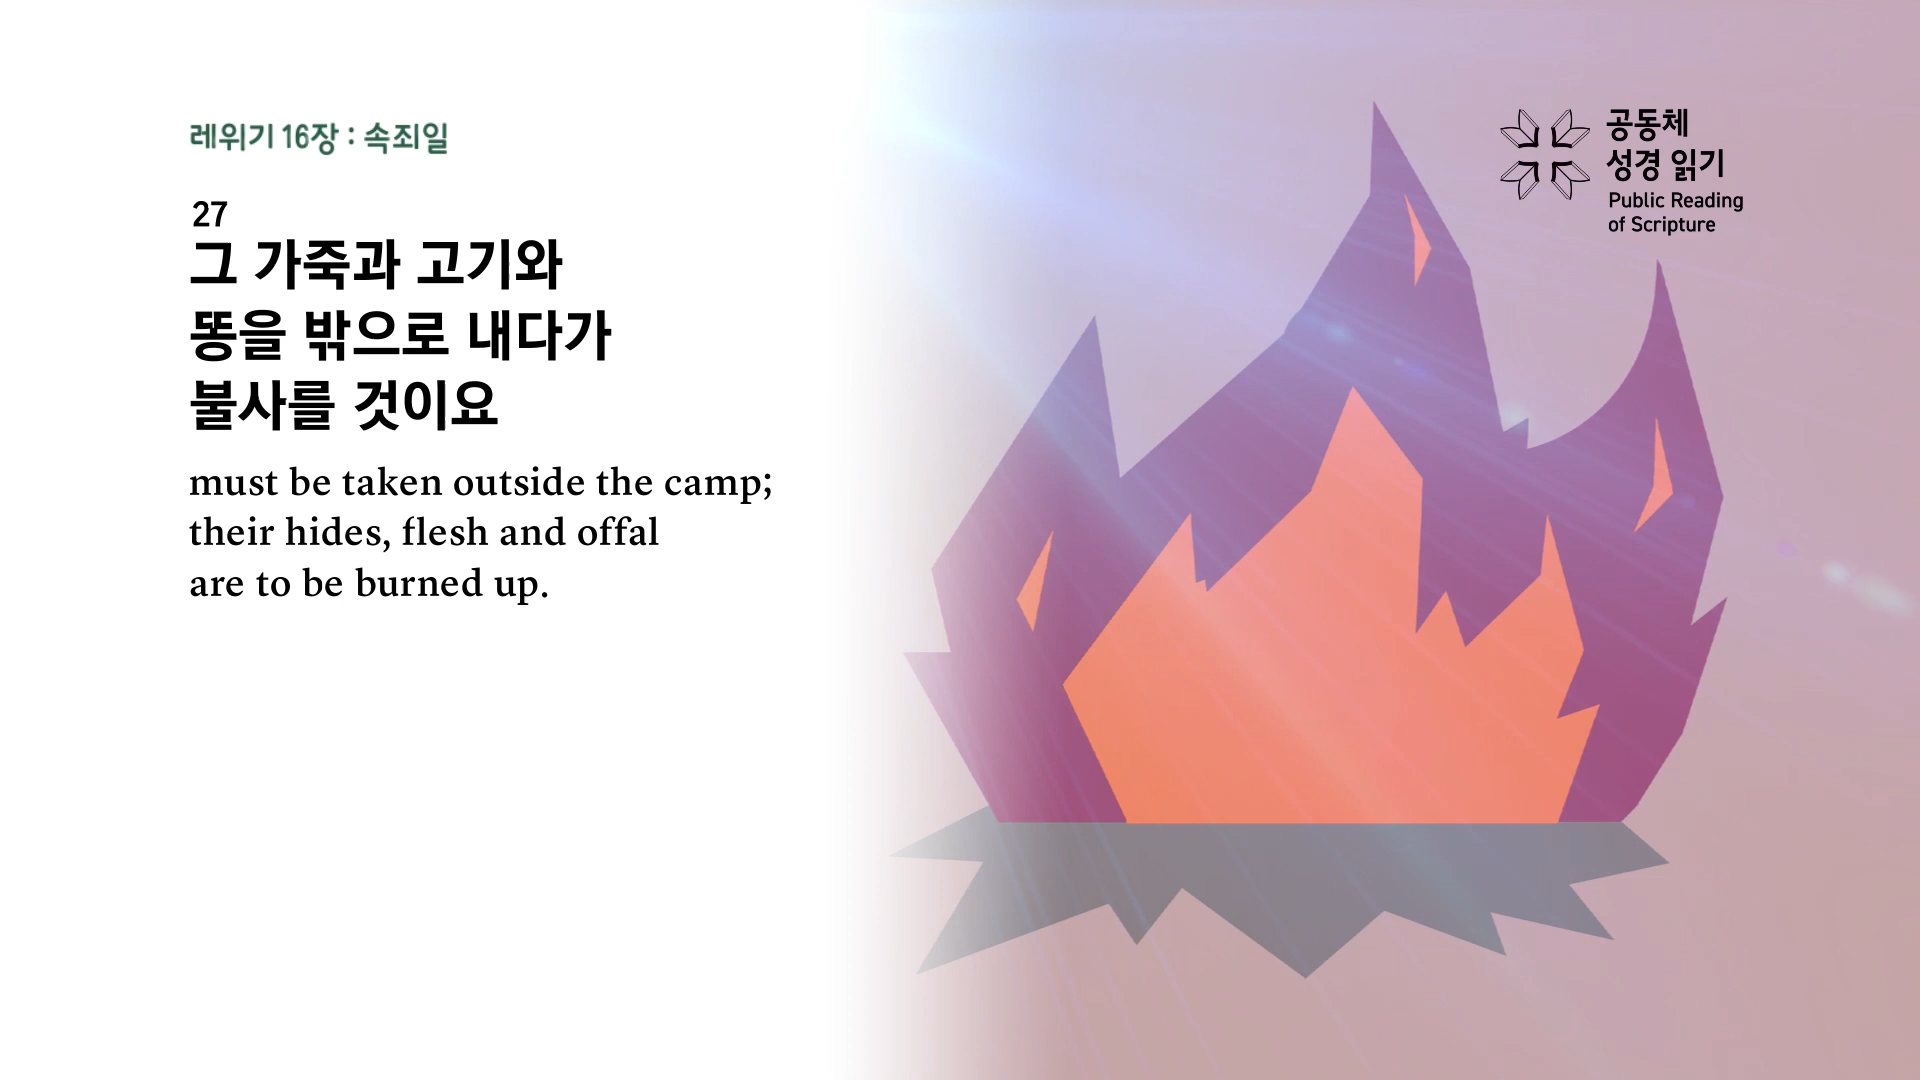 레위기 16장 : 속죄일
27
그 가죽과 고기와
똥을 밖으로 내다가
불사를 것이요
must be taken outside the camp;
their hides, flesh and offal
are to be burned up.
공동체
성경 읽기
Public Reading
of Scripture